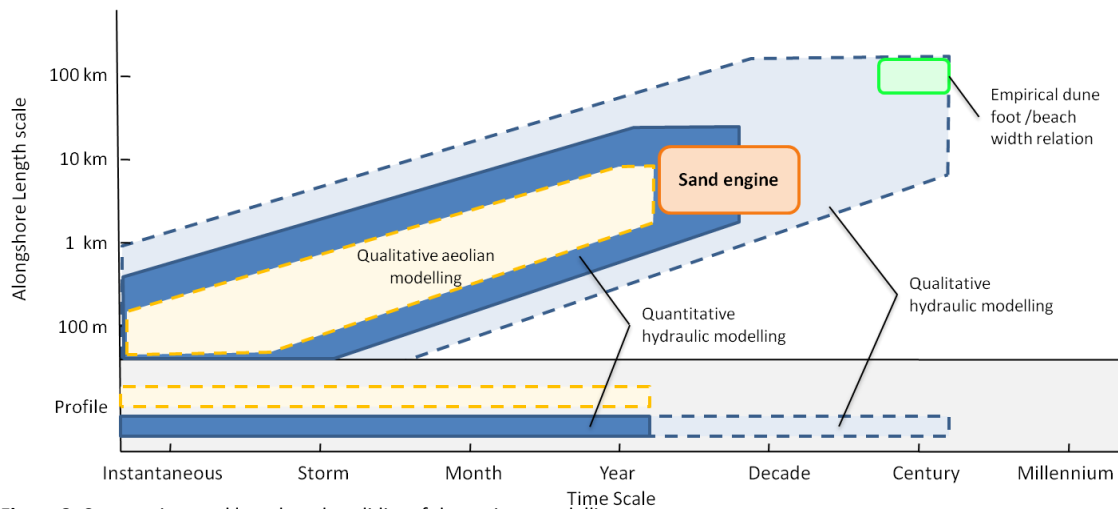 100 km
10 km
1 km
100 m
Profile
Alongshore Length scale
Empirical dune
foot /beach
width relation
Sand engine
Qualitative aeolian
modelling
Quantitative
hydraulic modelling
Qualitative
hydraulic modelling
Instantaneous
Storm
Month
Year
Decade
Century
Millennium
Time Scale